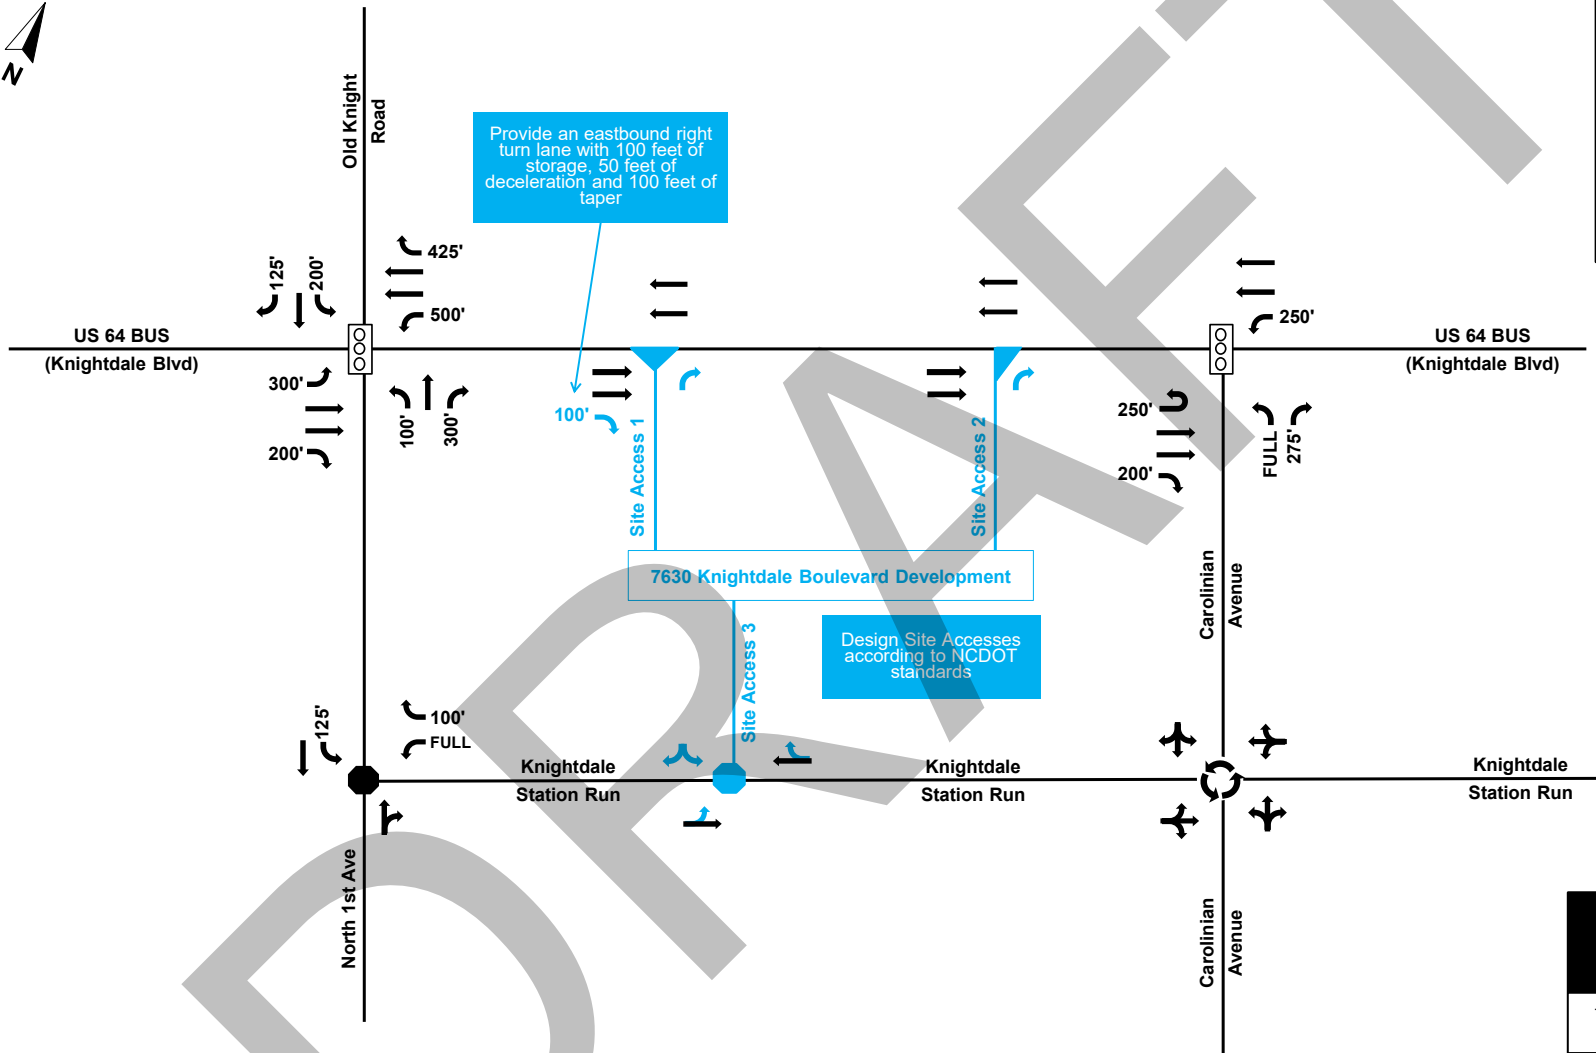 N
Old Knight
Road
Provide an eastbound right
turn lane with 100 feet of
storage, 50 feet of
deceleration and 100 feet of
taper
125'
200'
425'
500'
US 64 BUS
(Knightdale Blvd)
300'
200'
100'
300'
100'
Site Access 1
Site Access 2
250'
US 64 BUS
(Knightdale Blvd)
250'
200'
FULL
275'
7630 Knightdale Boulevard Development
Design Site Accesses
according to NCDOT
standards
Site Access 3
Carolinian
Avenue
125'
100'
FULL
Knightdale
Station Run
Knightdale
Station Run
Knightdale
Station Run
North 1st Ave
Carolinian
Avenue
DRAFT